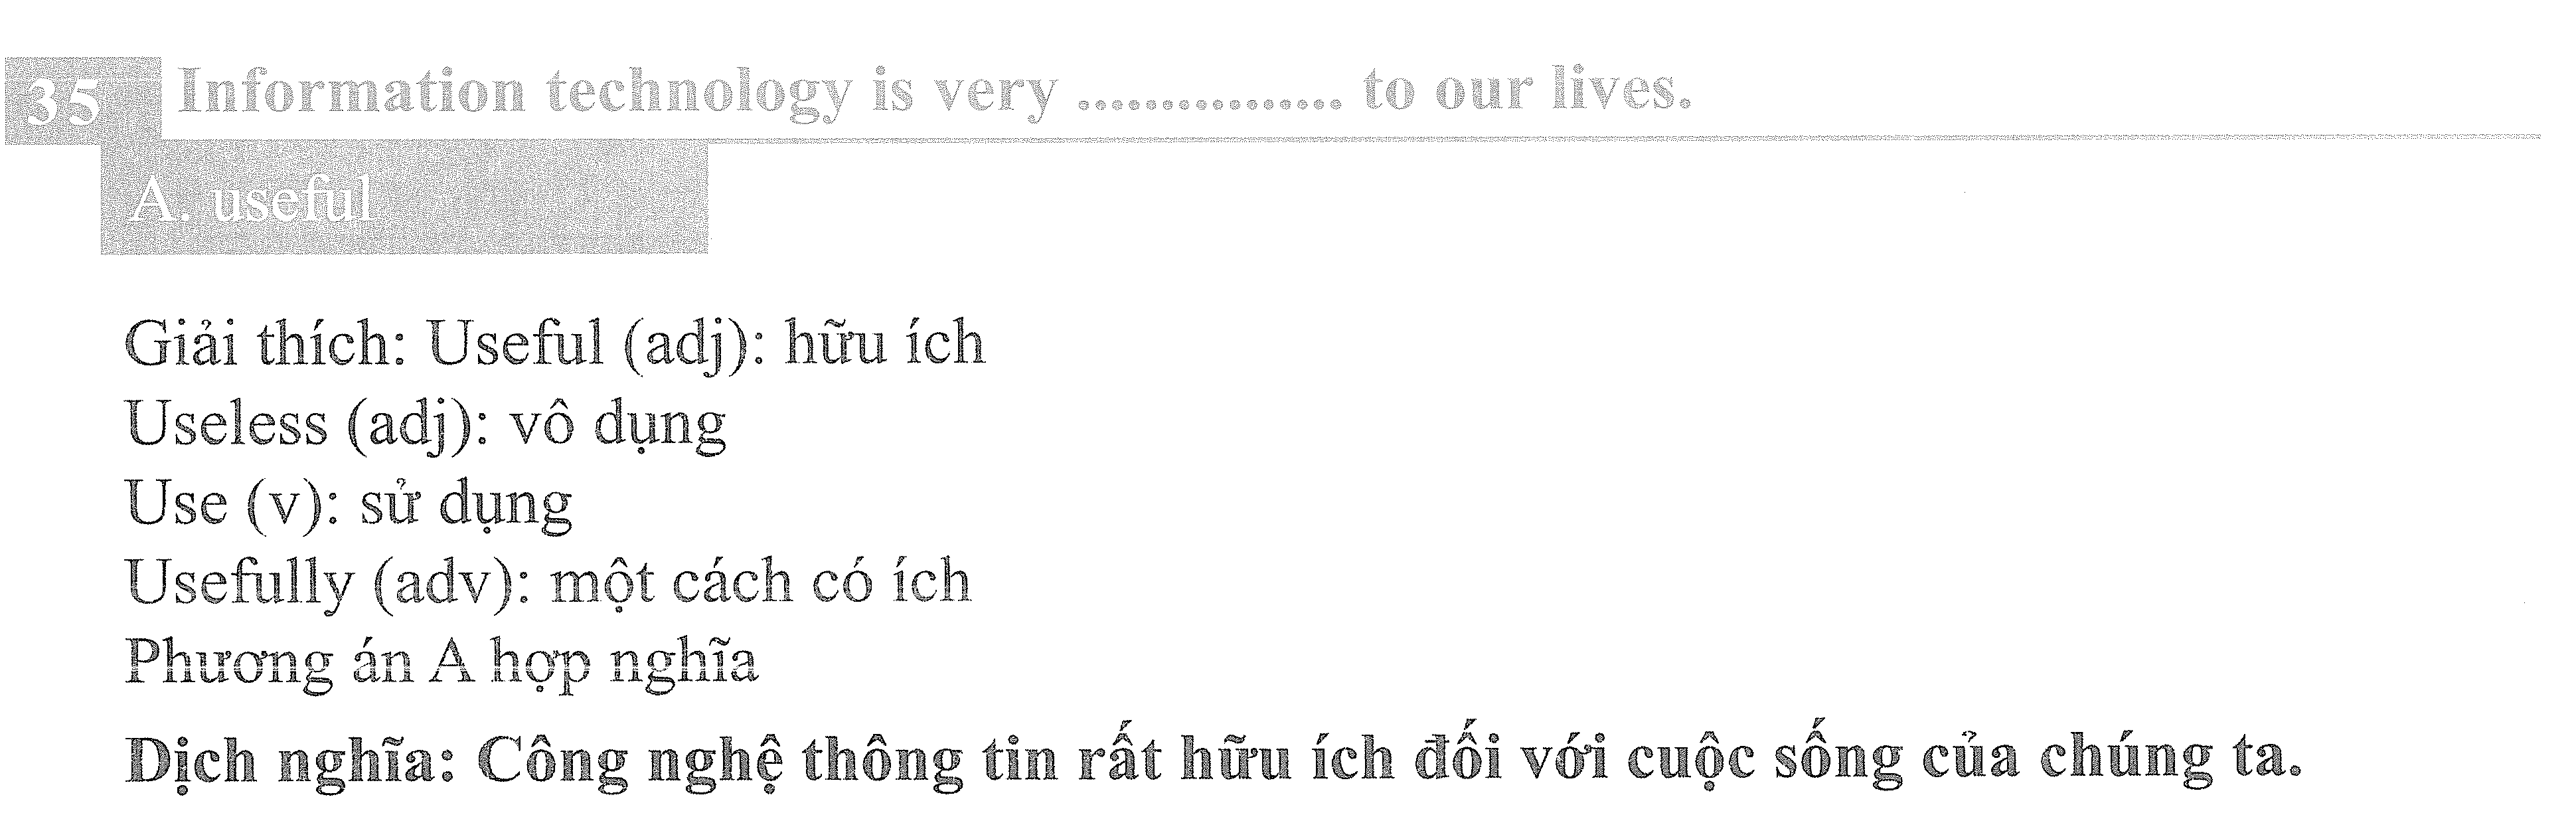 35 Information technology is very ................ to our lives.
A. useful
Giải thích: Useful (adj): hữu ích
Useless (adj): vô dụng
Use (v): sử dụng
Usefully (adv): một cách có ích
Phương án A hợp nghĩa
Dịch nghĩa: Công nghệ thông tin rất hữu ích đối với cuộc sống của chúng ta.